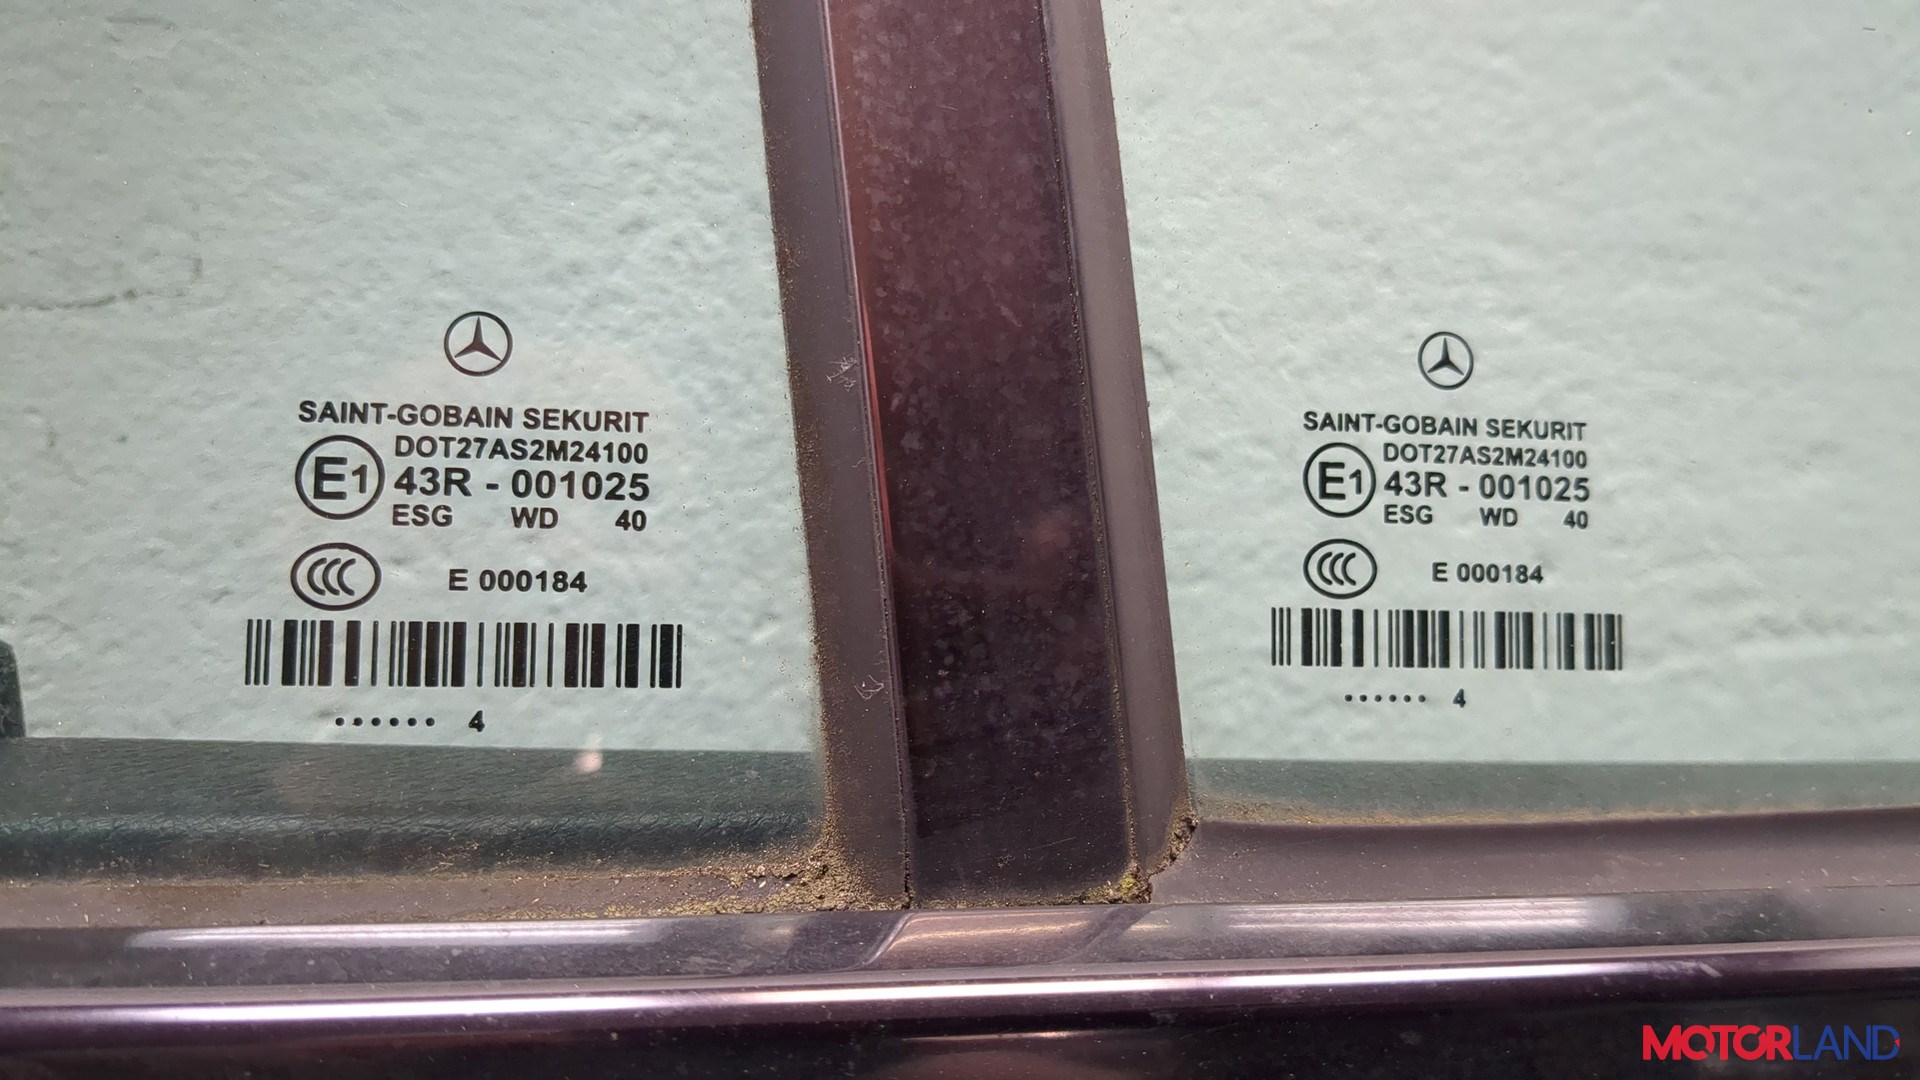 SAINT-GOBAIN SEKURIT
DOT27AS2M24100
E1 43R - 001025
ESG WD 40
CCC E 000184
...... 4
SAINT-GOBAIN SEKURIT
DOT27AS2M24100
E1 43R - 001025
ESG WD 40
CCC E 000184
...... 4
MOTORLAND